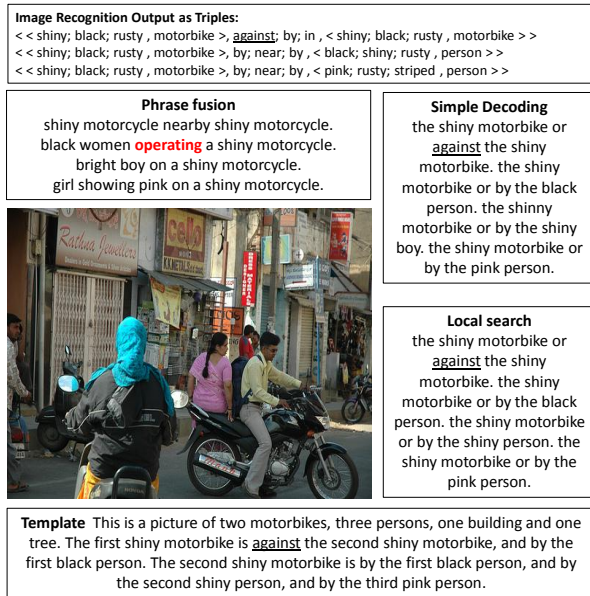 Image Recognition Output as Triples:
< < shiny; black; rusty , motorbike >, against; by; in , < shiny; black; rusty , motorbike > >
< < shiny; black; rusty , motorbike >, by; near; by , < black; shiny; rusty , person > >
< < shiny; black; rusty , motorbike >, by; near; by , < pink; rusty; striped , person > >
Phrase fusion
shiny motorcycle nearby shiny motorcycle.
black women operating a shiny motorcycle.
bright boy on a shiny motorcycle.
girl showing pink on a shiny motorcycle.
Simple Decoding
the shiny motorbike or
against the shiny
motorbike. the shiny
motorbike or by the black
person. the shinny
motorbike or by the shiny
boy. the shiny motorbike or
by the pink person.
Rathna Jewellers
cello
Local search
the shiny motorbike or
against the shiny
motorbike. the shiny
motorbike or by the black
person. the shiny motorbike
or by the shiny person. the
shiny motorbike or by the
pink person.
Template This is a picture of two motorbikes, three persons, one building and one
tree. The first shiny motorbike is against the second shiny motorbike, and by the
first black person. The second shiny motorbike is by the first black person, and by
the second shiny person, and by the third pink person.